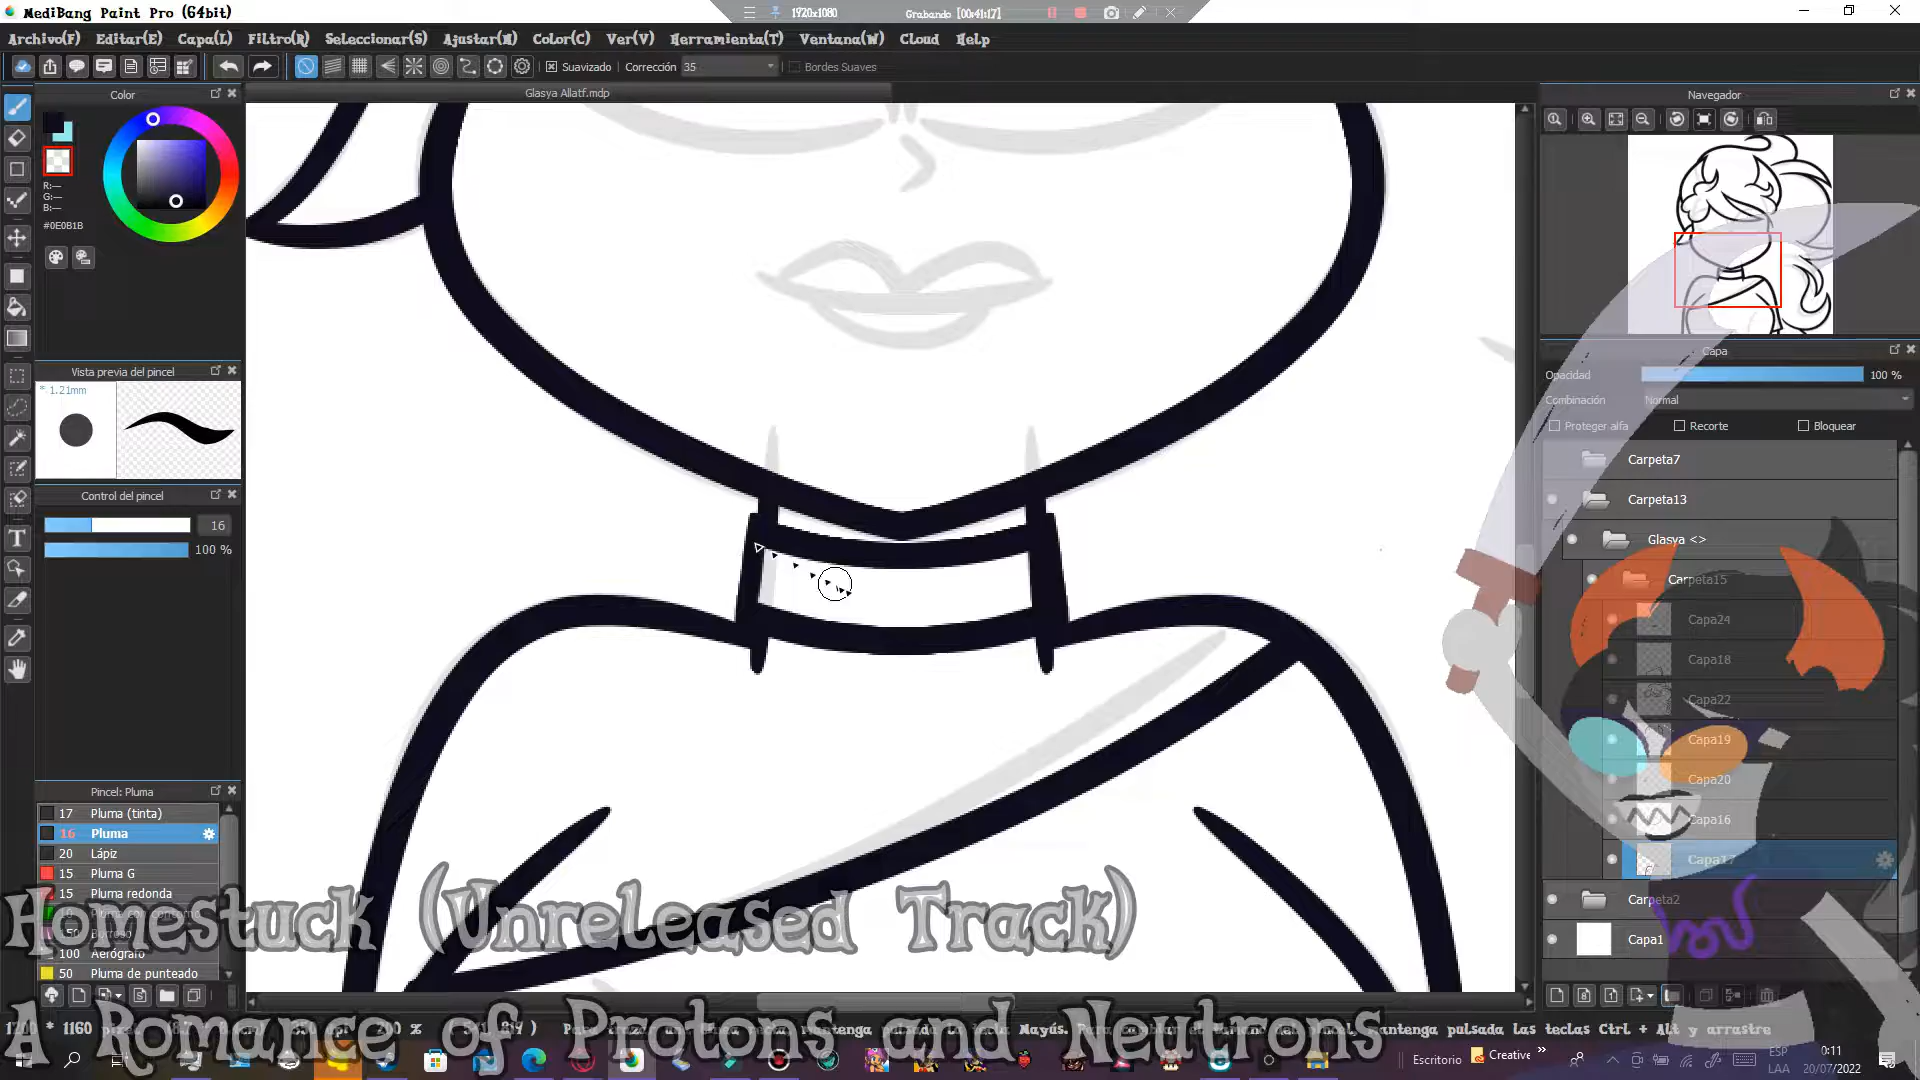 MediBang Paint Pro (64bit)
1920x1080
Grabando [00:41:17]
Archivo(F) Editar(E) Capa(L) Filtro(R) Seleccionar(S) Ajustar(N) Color(C) Ver(V) Herramienta(T) Ventana(W) Cloud Help
Suavizado Corrección 35 Bordes Suaves
Color
Glasya Allatf.mdp
Navegador
R:---
G:---
B:---
#0E0B1B
Capa
Opacidad 100 %
Combinación Normal
Proteger alfa Recorte Bloquear
Vista previa del pincel
* 1.21mm
Control del pincel
16
100 %
Carpeta7
Carpeta13
Glasya <>
Carpeta15
Capa24
Capa18
Capa22
Capa19
Capa20
Capa16
Capa17
Carpeta2
Capa1
Pincel: Pluma
17 Pluma (tinta)
16 Pluma
20 Lápiz
15 Pluma G
15 Pluma redonda
100 Aerógrafo
50 Pluma de punteado
Homestuck (Unreleased Track)
A Romance of Protons and Neutrons
* 1160
mantenga pulsada las teclas Ctrl + Alt y arrastre
Escritorio Creative
ESP
LAA
0:11
20/07/2022